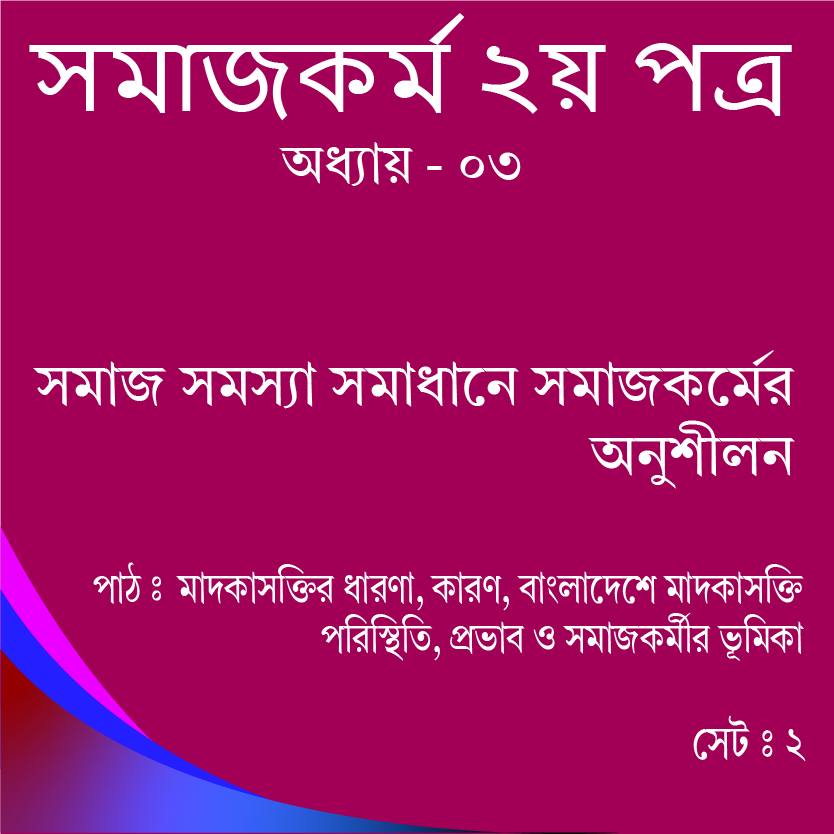 সমাজকর্ম ২য় পত্র
অধ্যায় - ০৩
সমাজ সমস্যা সমাধানে সমাজকর্মের
অনুশীলন
পাঠ ঃ মাদকাসক্তির ধারণা, কারণ, বাংলাদেশে মাদকাসক্তি
পরিস্থিতি, প্রভাব ও সমাজকর্মীর ভূমিকা
সেট ঃ ২